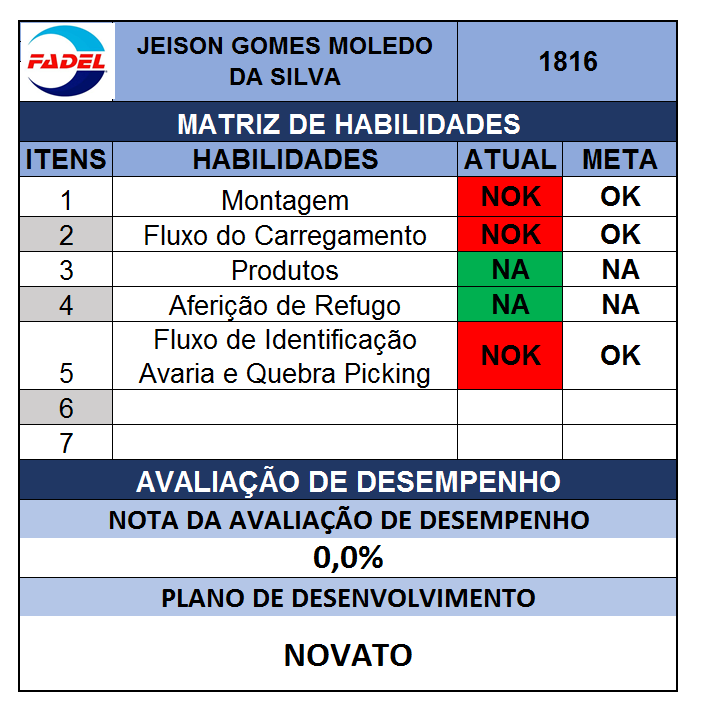 FADEL
JEISON GOMES MOLEDO
DA SILVA
1816
MATRIZ DE HABILIDADES
ITENS HABILIDADES ATUAL META
1 Montagem NOK OK
2 Fluxo do Carregamento NOK OK
3 Produtos NA NA
4 Aferição de Refugo NA NA
5 Fluxo de Identificação
Avaria e Quebra Picking NOK OK
6
7
AVALIAÇÃO DE DESEMPENHO
NOTA DA AVALIAÇÃO DE DESEMPENHO
0,0%
PLANO DE DESENVOLVIMENTO
NOVATO